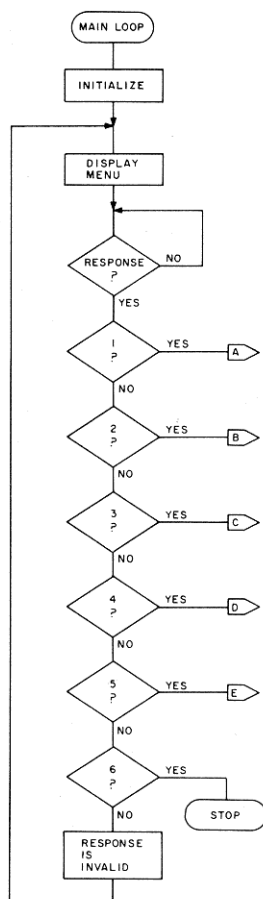 MAIN LOOP
INITIALIZE
DISPLAY
MENU
RESPONSE
?
NO
YES
1
?
YES
A
NO
2
?
YES
B
NO
3
?
YES
C
NO
4
?
YES
D
NO
5
?
YES
E
NO
6
?
YES
NO
STOP
RESPONSE
IS
INVALID